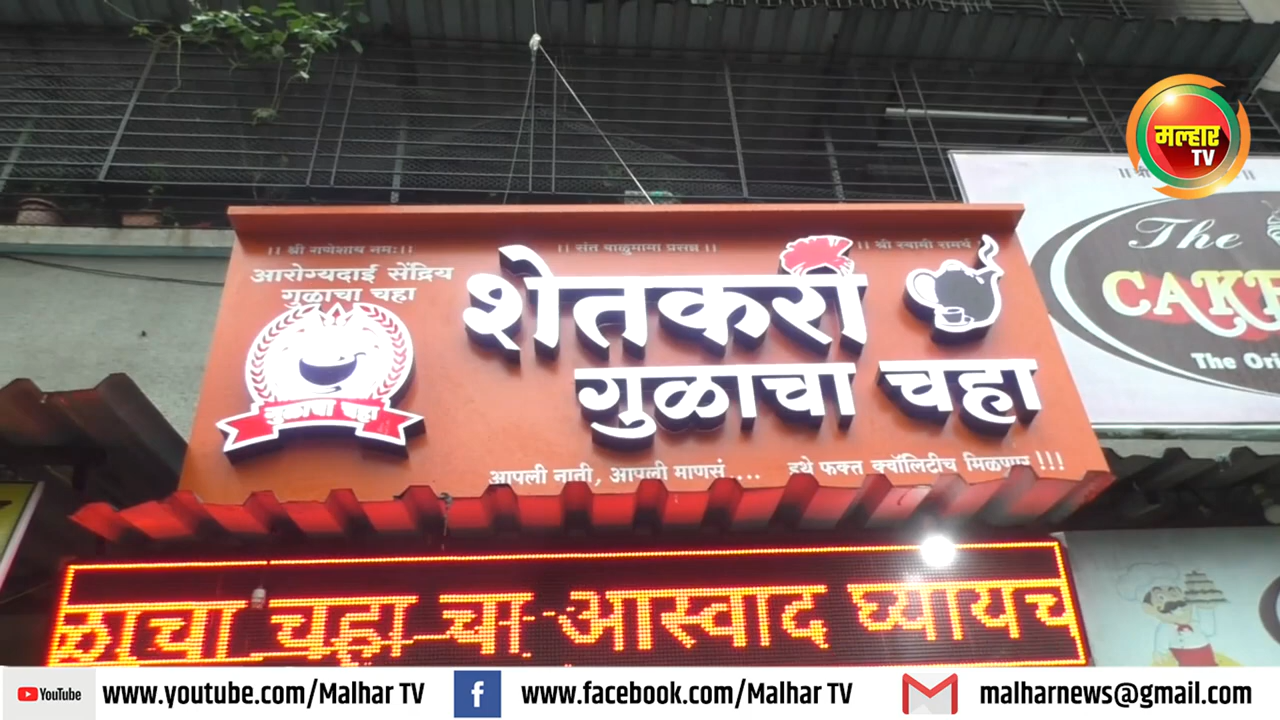 मल्हार
TV
।। श्री गणेशाय नमः।।
।। संत बाळुमामा प्रसन्न ।।
।। श्री स्वामी समर्थ
आरोग्यदाई सेंद्रिय
गुळाचा चहा
शेतकरी
गुळाचा चहा
गुळाचा चहा
आपली नाती, आपली माणसं.... इथे फक्त क्वॉलिटीच मिळणार !!!
ळाचा चहा चा आस्वाद घ्यायच
।। श्री
The
CAKE
The Ori
YouTube
www.youtube.com/Malhar TV
www.facebook.com/Malhar TV
malharnews@gmail.com